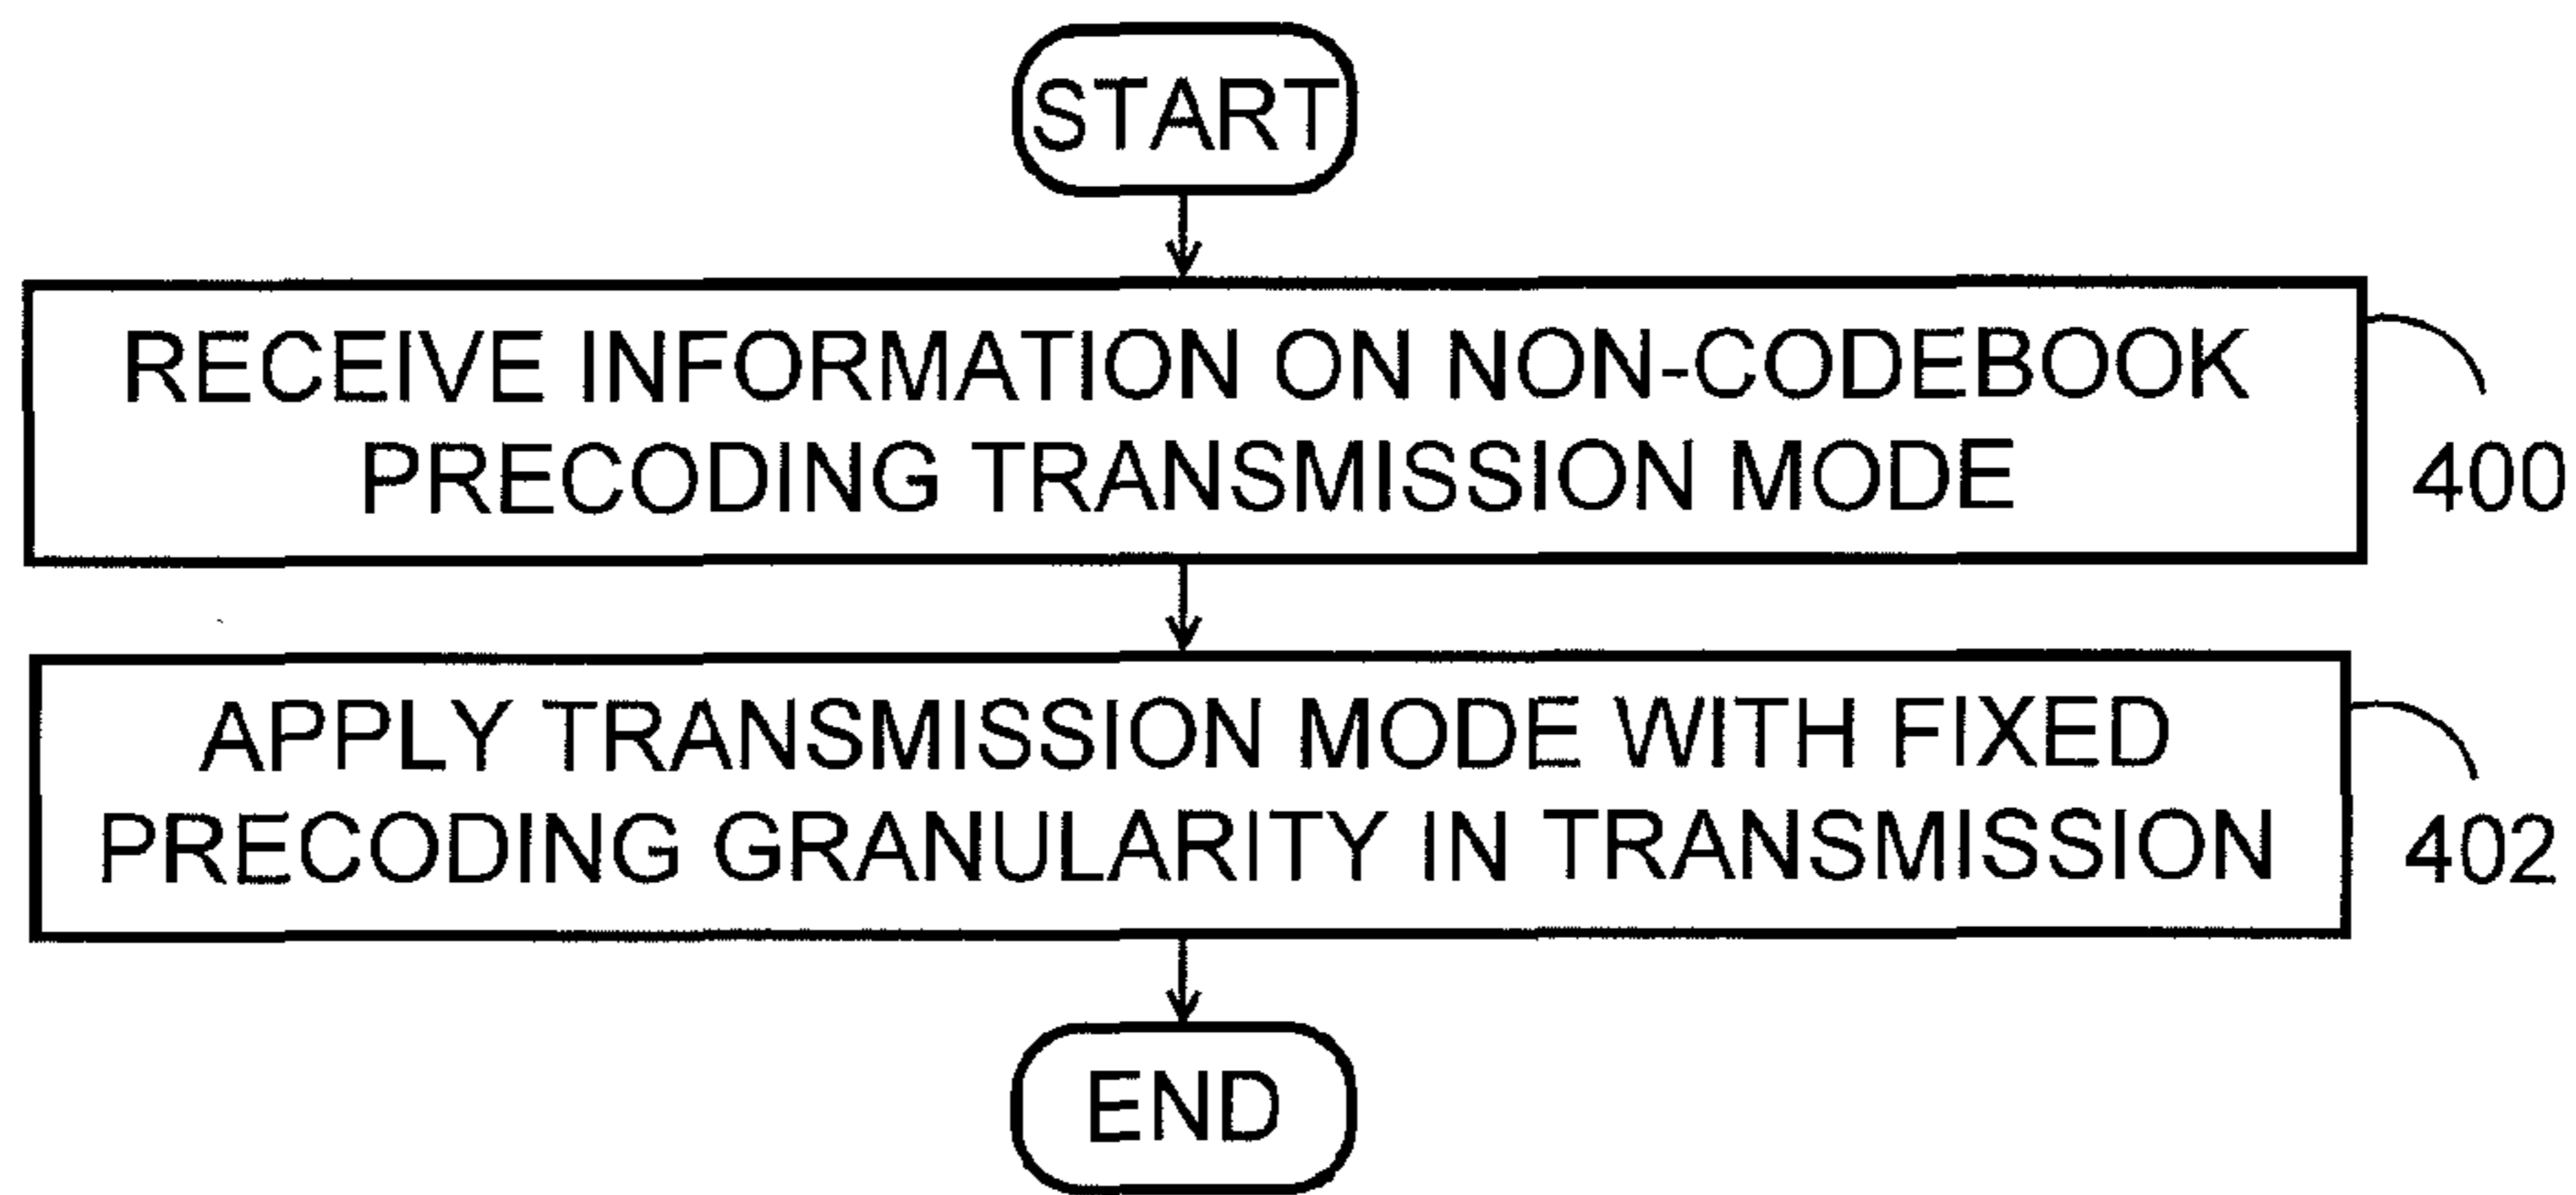 START
RECEIVE INFORMATION ON NON-CODEBOOK
PRECODING TRANSMISSION MODE
400
APPLY TRANSMISSION MODE WITH FIXED
PRECODING GRANULARITY IN TRANSMISSION
402
END